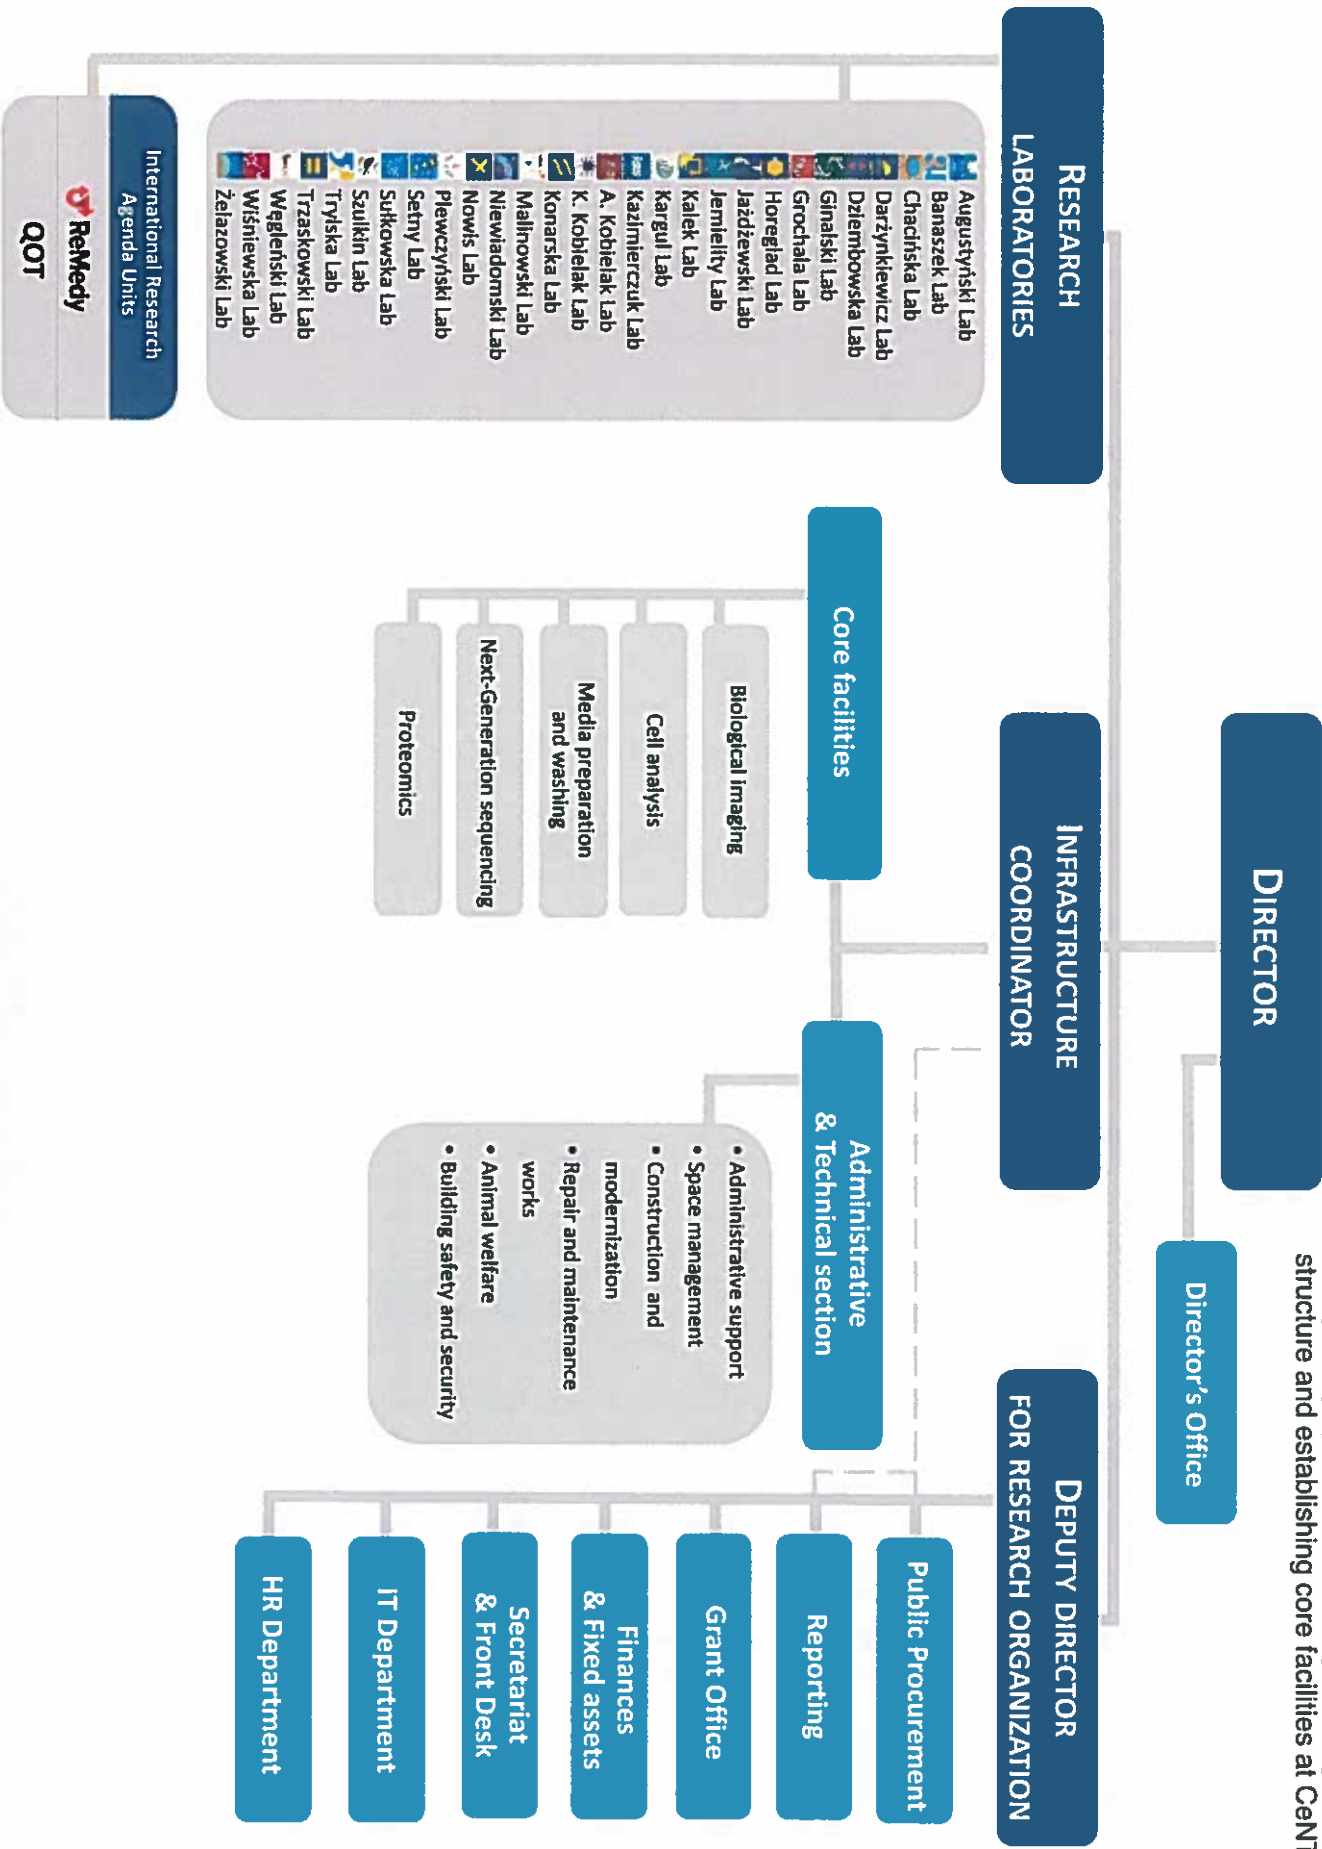 structure and establishing core facilities at CeNT
DIRECTOR
Director's Office
RESEARCH
LABORATORIES
INFRASTRUCTURE
COORDINATOR
DEPUTY DIRECTOR
FOR RESEARCH ORGANIZATION
Augustyński Lab
Banaszek Lab
Chacińska Lab
Darżynkiewicz Lab
Dziembowska Lab
Ginalski Lab
Grochala Lab
Horeglad Lab
Jażdżewski Lab
Jemielity Lab
Kalek Lab
Kargul Lab
Kazimierczuk Lab
A. Kobielak Lab
K. Kobielak Lab
Konarska Lab
Malinowski Lab
Niewiadomski Lab
Nowis Lab
Plewczyński Lab
Setny Lab
Sułkowska Lab
Szulkin Lab
Trylska Lab
Trzaskowski Lab
Węgleński Lab
Wiśniewska Lab
Żelazowski Lab
International Research
Agenda Units
ReMedy
QOT
Core facilities
Biological imaging
Cell analysis
Media preparation
and washing
Next-Generation sequencing
Proteomics
Administrative
& Technical section
• Administrative support
• Space management
• Construction and
modernization
• Repair and maintenance
works
• Animal welfare
• Building safety and security
Public Procurement
Reporting
Grant Office
Finances
& Fixed assets
Secretariat
& Front Desk
IT Department
HR Department